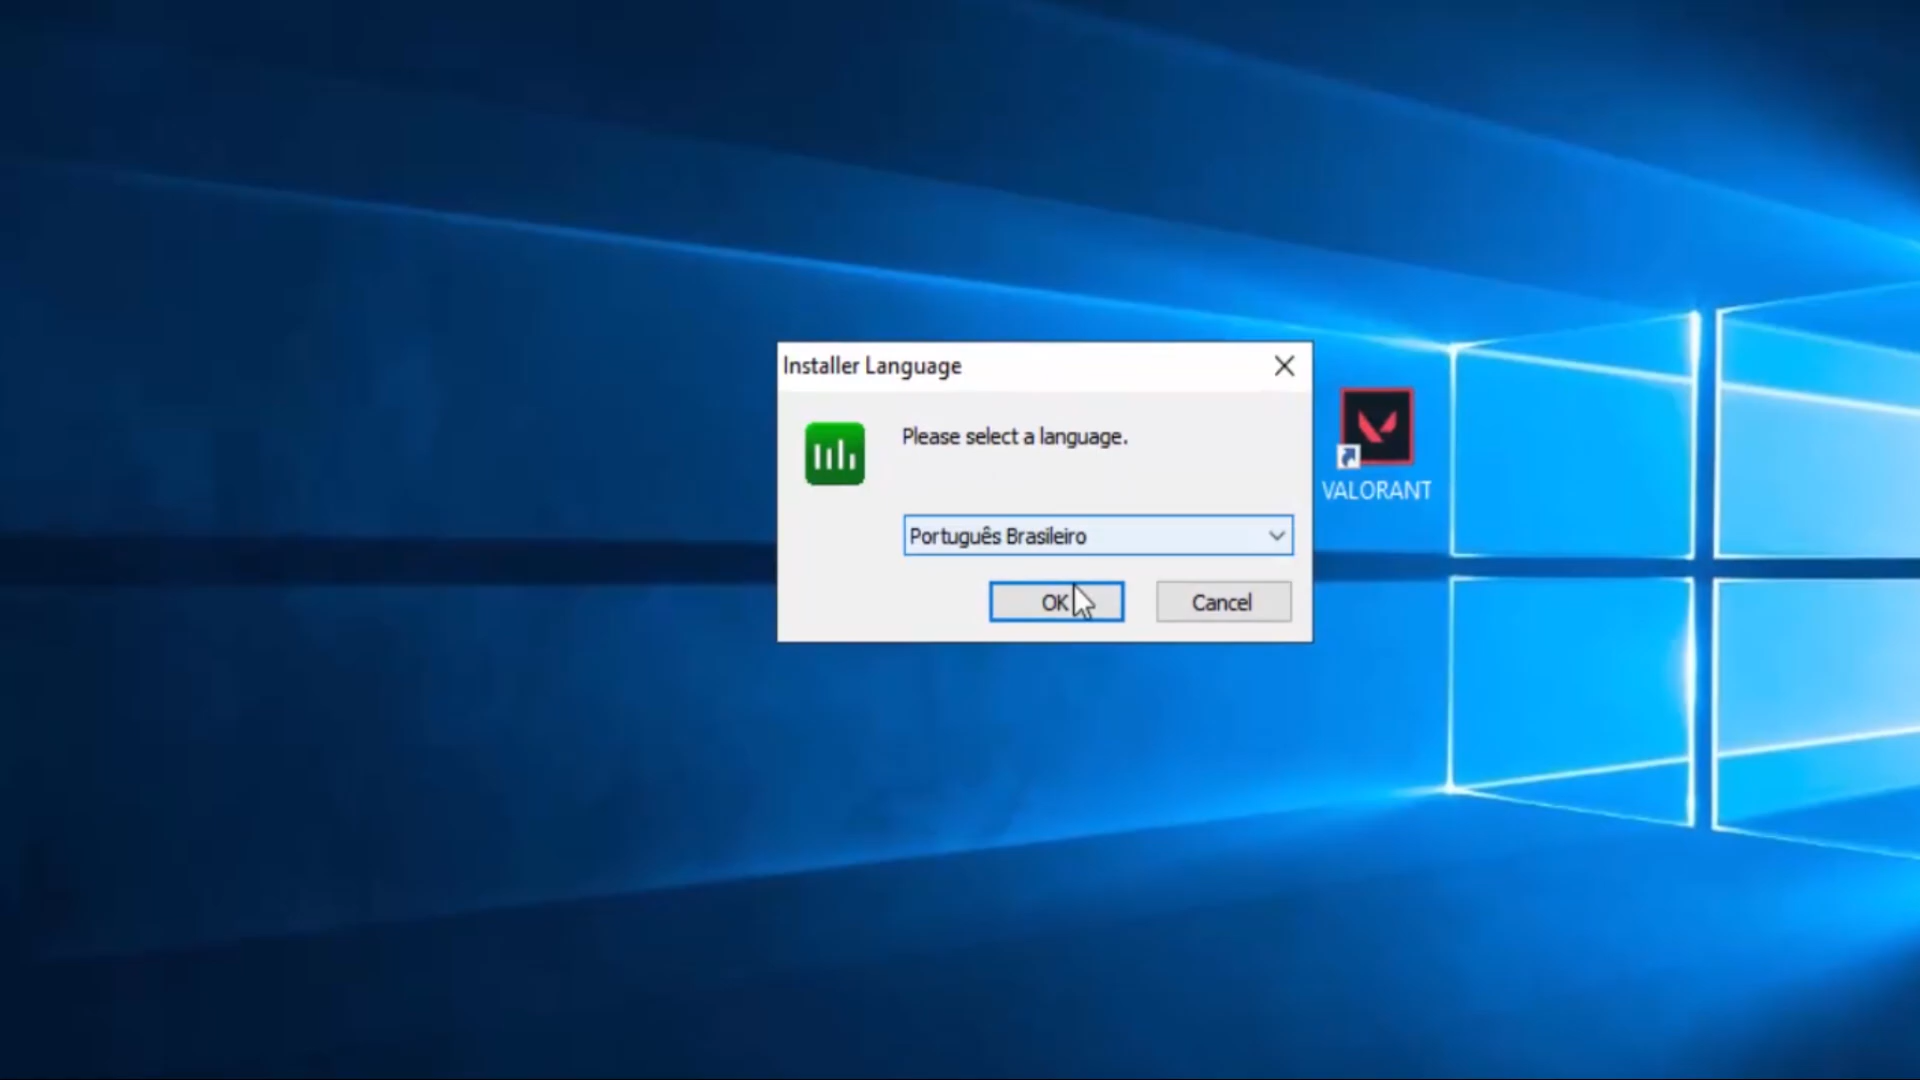 Installer Language
Please select a language.
VALORANT
Português Brasileiro
OK
Cancel